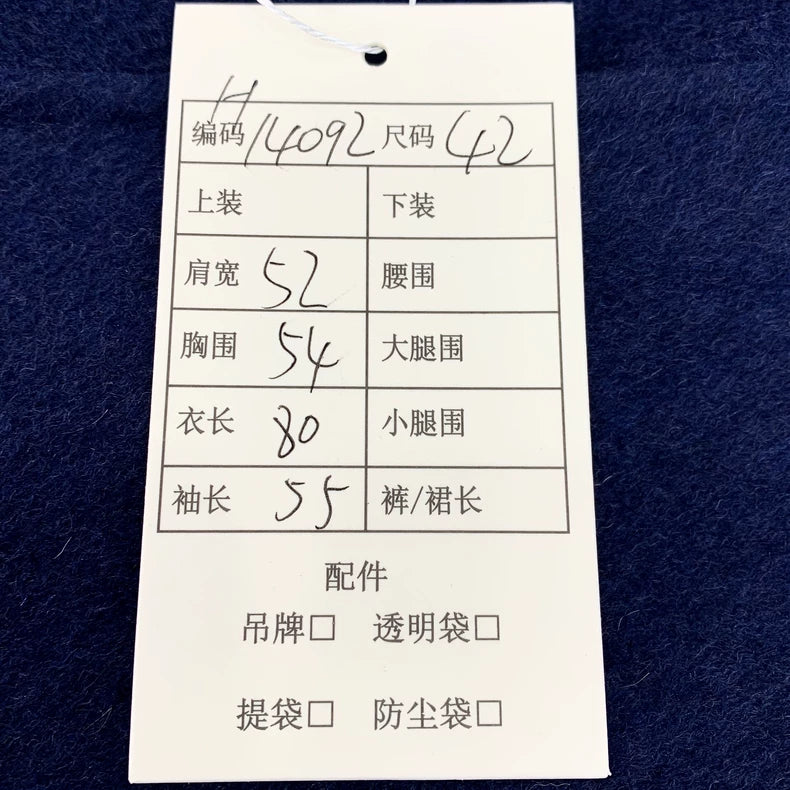 编码 H14092 尺码 42
上装 下装
肩宽 52 腰围
胸围 54 大腿围
衣长 80 小腿围
袖长 55 裤/裙长
配件
吊牌□ 透明袋□
提袋□ 防尘袋□